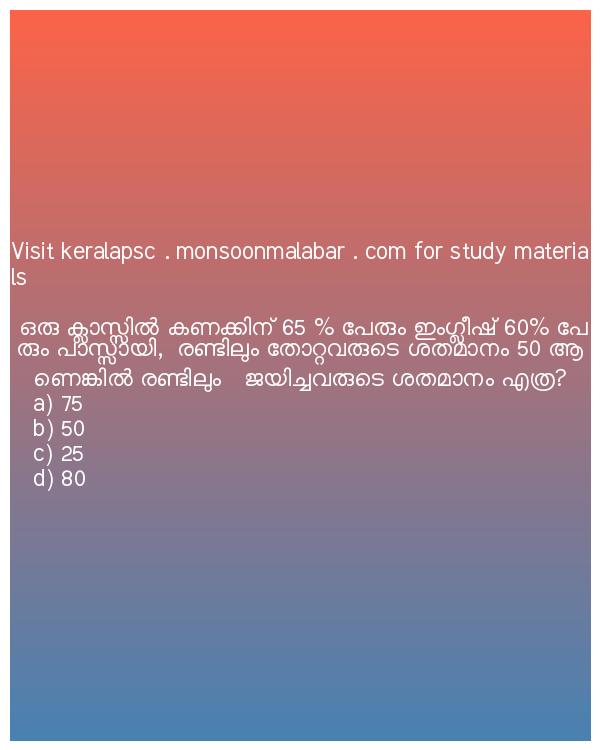 Visit keralapsc . monsoonmalabar . com for study materia
ls
ഒരു ക്ലാസ്സിൽ കണക്കിന് 65 % പേരും ഇംഗ്ലീഷ് 60% പേ
രും പാസ്സായി, രണ്ടിലും തോറ്റവരുടെ ശതമാനം 50 ആ
ണെങ്കിൽ രണ്ടിലും ജയിച്ചവരുടെ ശതമാനം എത്ര?
a) 75
b) 50
c) 25
d) 80